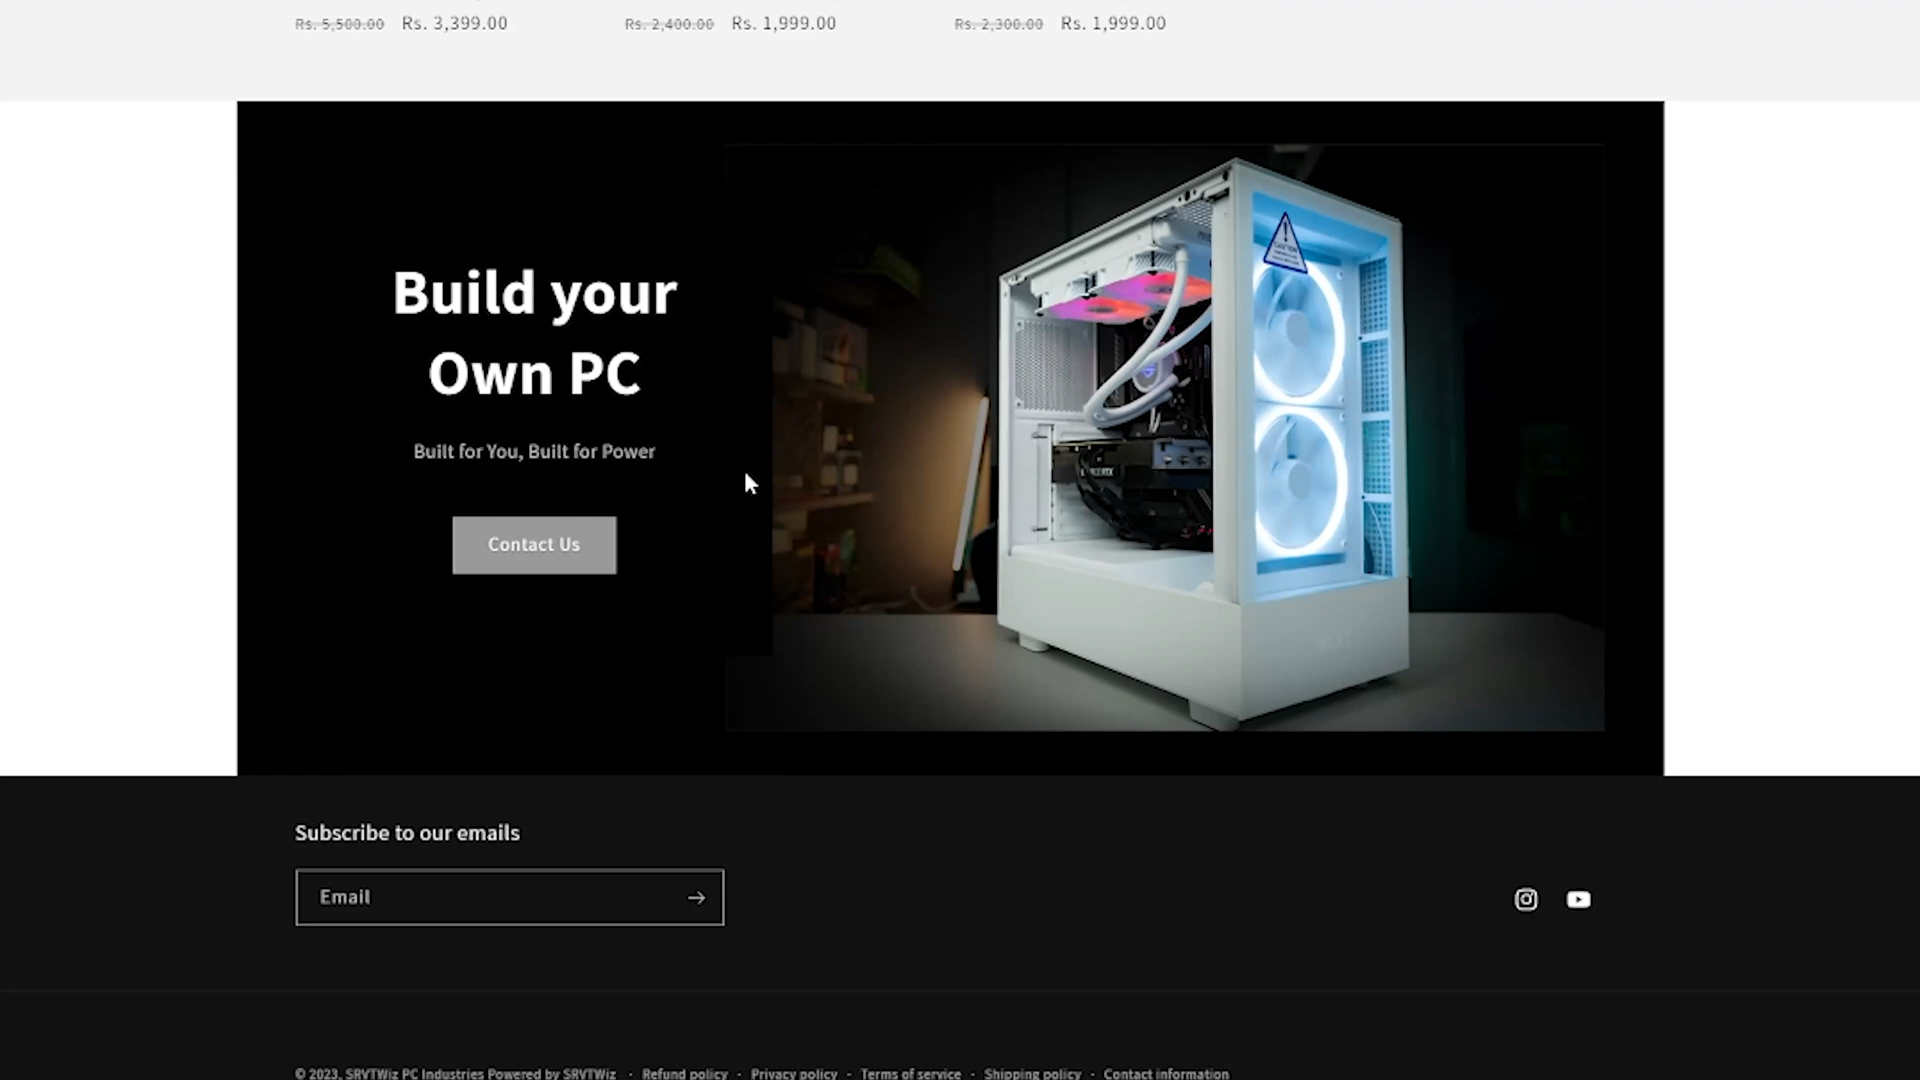 Rs. 5,500.00 Rs. 3,399.00
Rs. 2,400.00 Rs. 1,999.00
Rs. 2,300.00 Rs. 1,999.00
Build your
Own PC
Built for You, Built for Power
Contact Us
CAUTION
Subscribe to our emails
Email
© 2023, SRVTWiz PC Industries Powered by SRVTWiz · Refund policy · Privacy policy · Terms of service · Shipping policy · Contact information